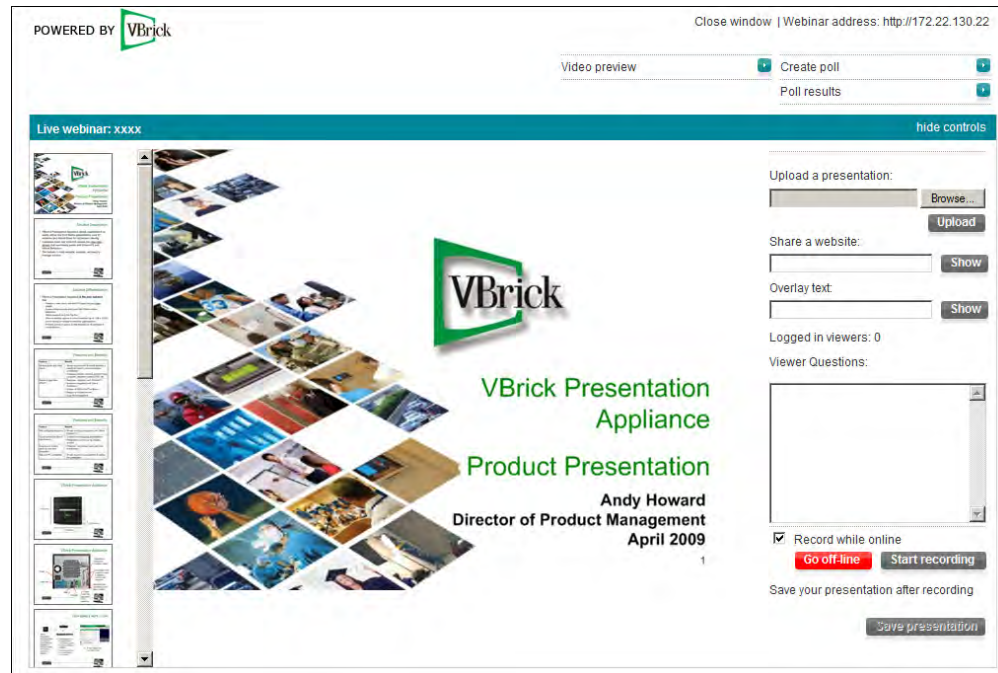 POWERED BY VBrick
Close window | Webinar address: http://172.22.130.22
Video preview
Create poll
Poll results
Live webinar: xxxx
hide controls
VBrick
VBrick Presentation
Appliance
Product Presentation
Andy Howard
Director of Product Management
April 2009
1
Upload a presentation:
Browse...
Upload
Share a website:
Show
Overlay text:
Show
Logged in viewers: 0
Viewer Questions:
Record while online
Go off-line
Start recording
Save your presentation after recording
Save presentation